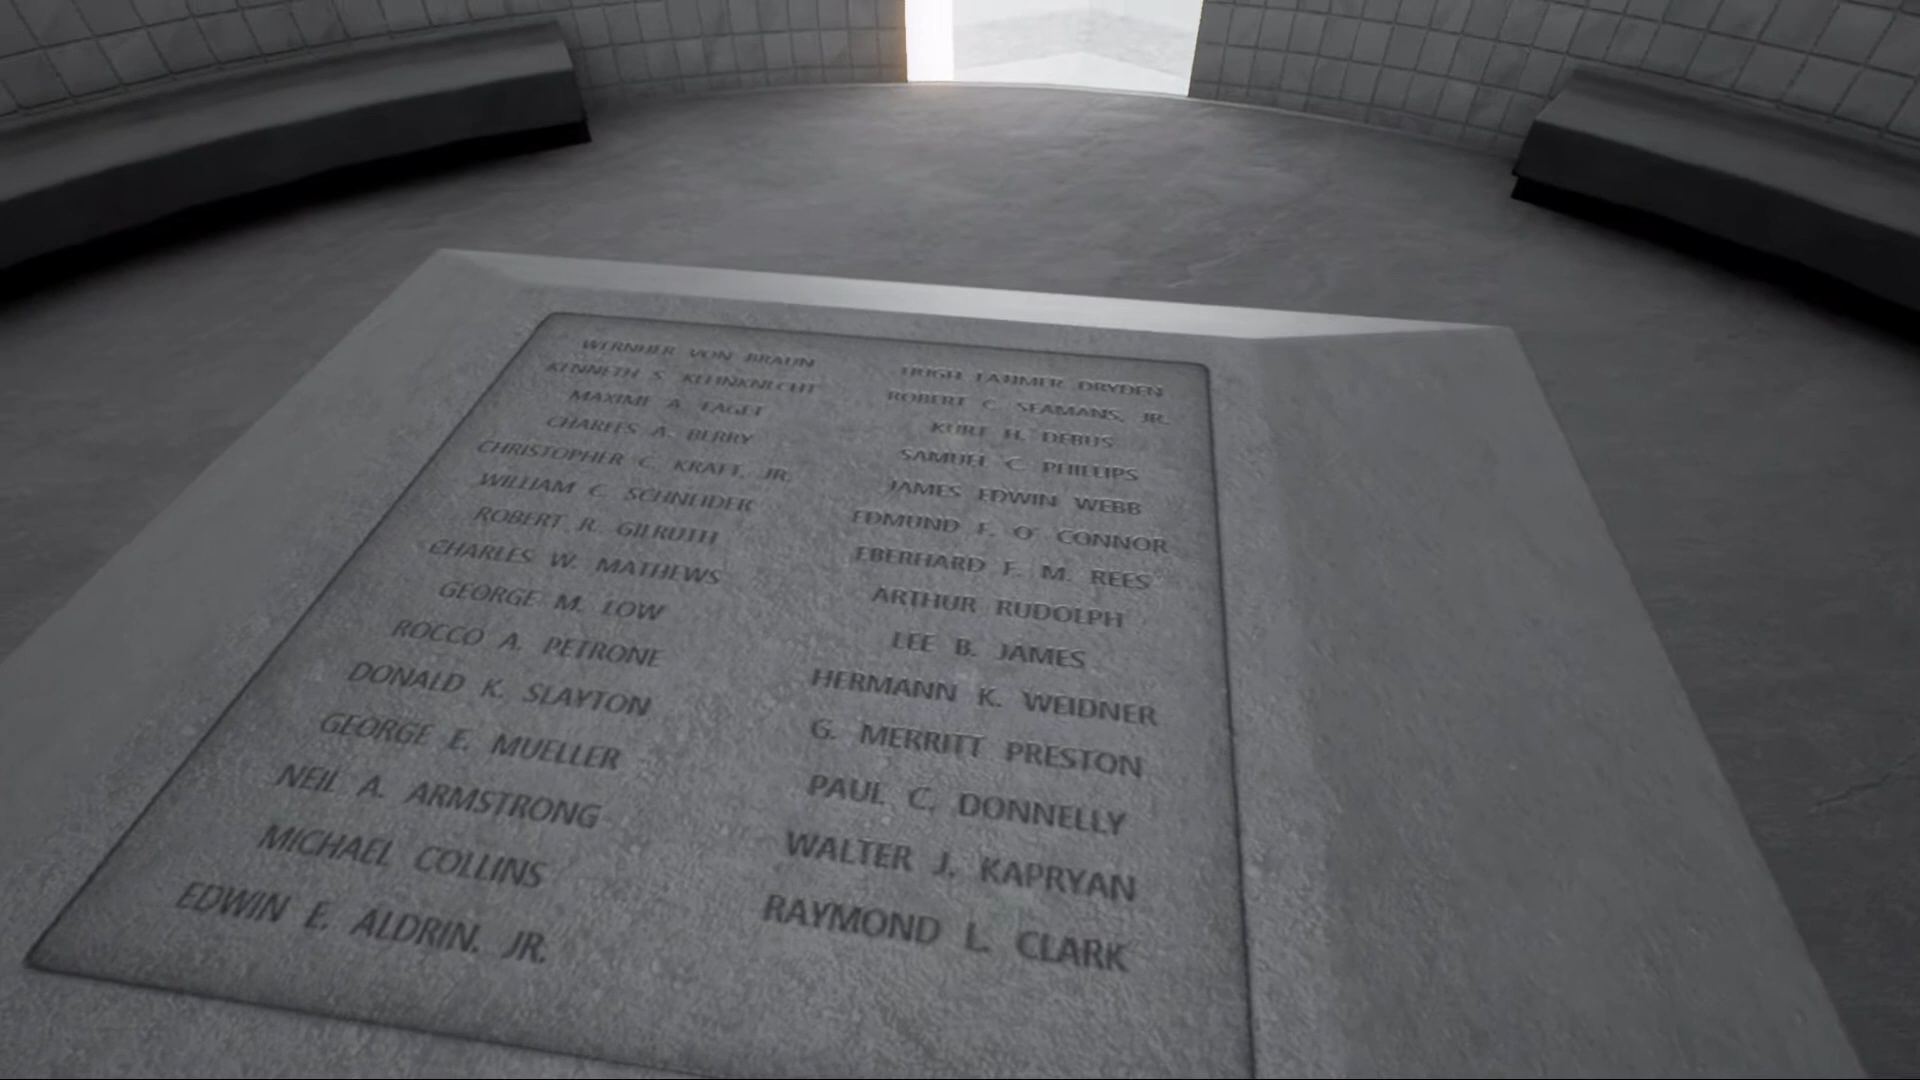 WERNHER VON BRAUN
KENNETH S. KLEINKNECHT
MAXIME A. FAGET
CHARLES A. BERRY
CHRISTOPHER C. KRAFT, JR.
WILLIAM C. SCHNEIDER
ROBERT R. GILRUTH
CHARLES W. MATHEWS
GEORGE M. LOW
ROCCO A. PETRONE
DONALD K. SLAYTON
GEORGE E. MUELLER
NEIL A. ARMSTRONG
MICHAEL COLLINS
EDWIN E. ALDRIN, JR.
HUGH LATIMER DRYDEN
ROBERT C. SEAMANS, JR.
KURT H. DEBUS
SAMUEL C. PHILLIPS
JAMES EDWIN WEBB
EDMUND F. O' CONNOR
EBERHARD F. M. REES
ARTHUR RUDOLPH
LEE B. JAMES
HERMANN K. WEIDNER
G. MERRITT PRESTON
PAUL C. DONNELLY
WALTER J. KAPRYAN
RAYMOND L. CLARK